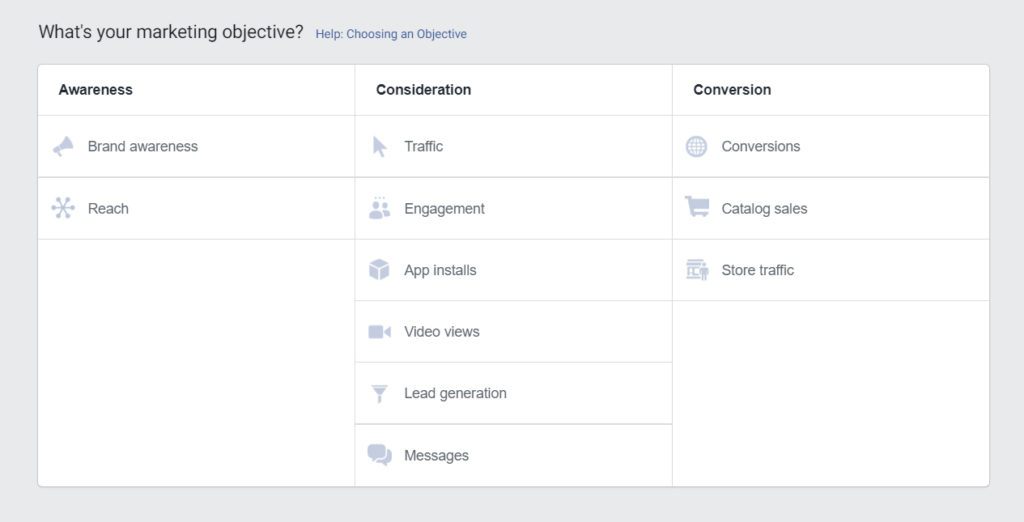 What's your marketing objective? Help: Choosing an Objective
Awareness Consideration Conversion
Brand awareness Traffic Conversions
Reach Engagement Catalog sales
App installs Store traffic
Video views
Lead generation
Messages